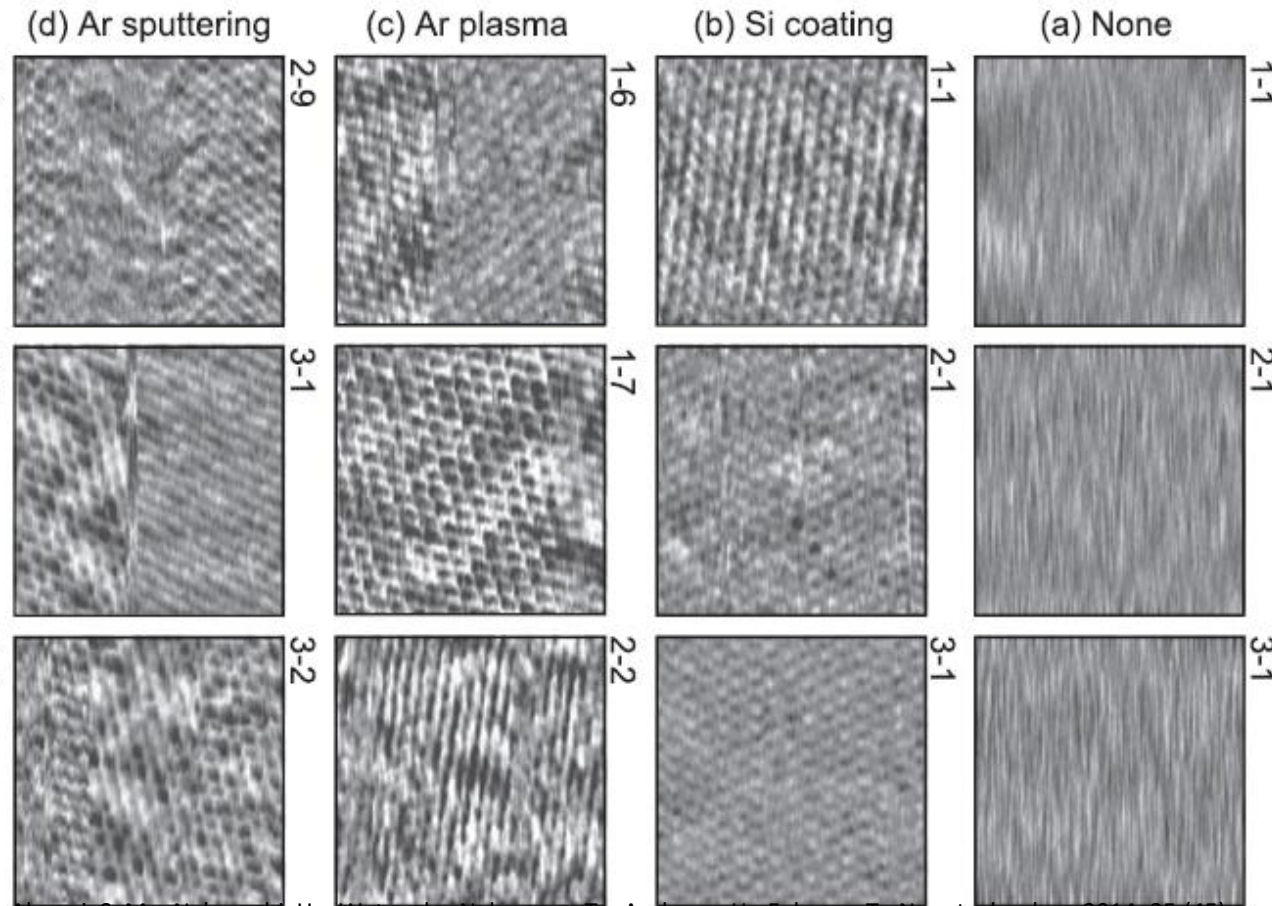 (d) Ar sputtering (c) Ar plasma (b) Si coating (a) None
2-9 1-6 1-1 1-1
3-1 1-7 2-1 2-1
3-2 2-2 3-1 3-1